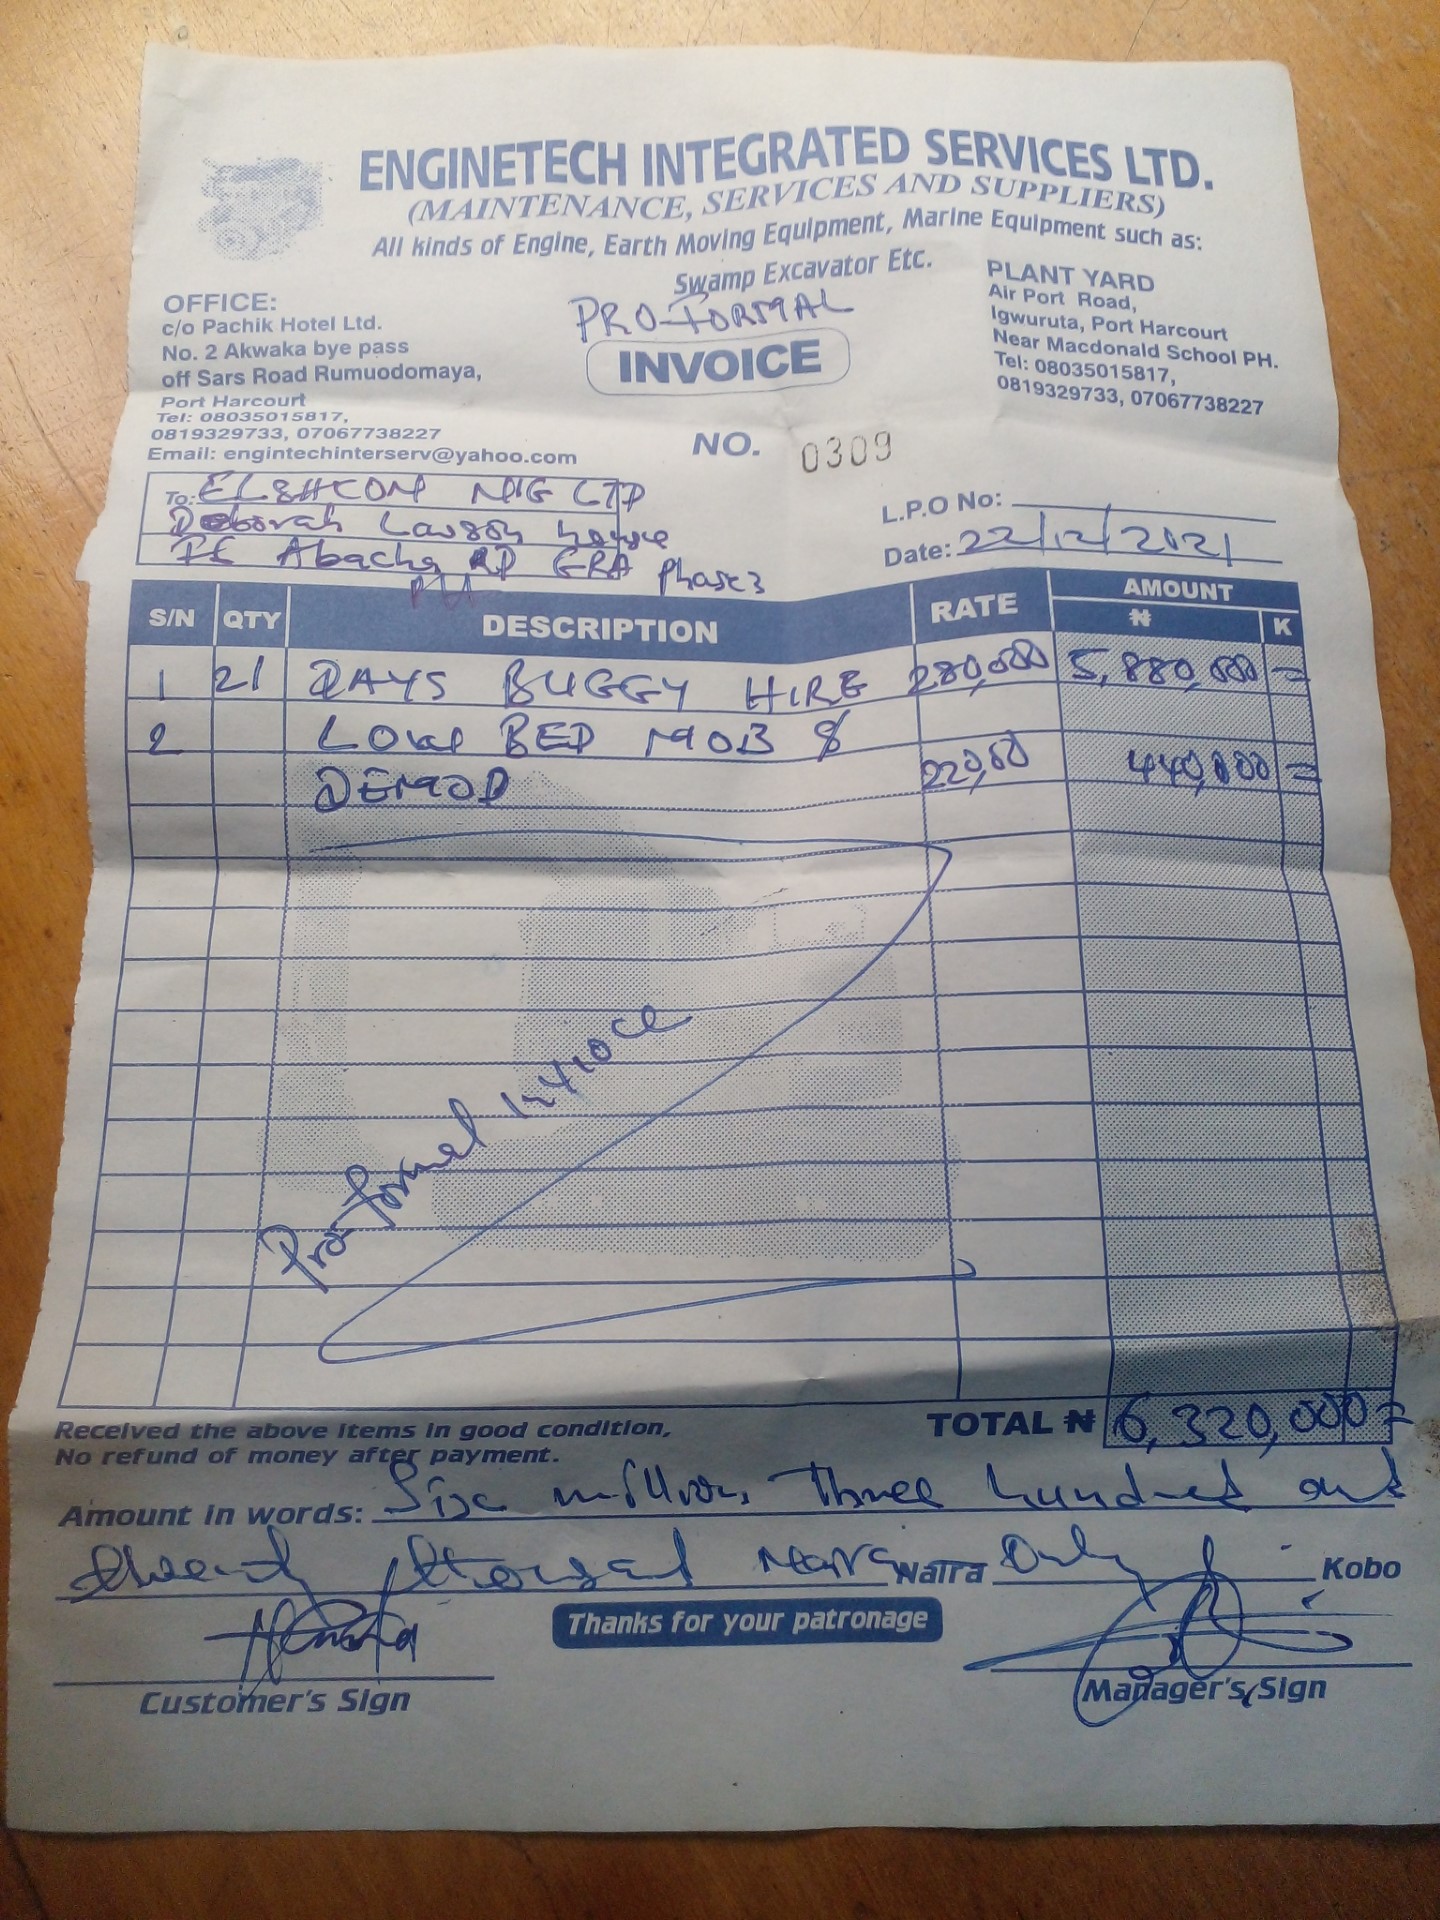 ENGINETECH INTEGRATED SERVICES LTD.
(MAINTENANCE, SERVICES AND SUPPLIERS)
All kinds of Engine, Earth Moving Equipment, Marine Equipment such as:
Swamp Excavator Etc.
OFFICE:
c/o Pachik Hotel Ltd.
No. 2 Akwaka bye pass
off Sars Road Rumuodomaya,
Port Harcourt
Tel: 08035015817,
0819329733, 07067738227
Email: engintechinterserv@yahoo.com
PRO-FORMAL
INVOICE
PLANT YARD
Air Port Road,
Igwuruta, Port Harcourt
Near Macdonald School PH.
Tel: 08035015817,
0819329733, 07067738227
NO. 0309
To: NIG LTD
Deborah Lawson house
Abacha RD GRA Phase 3
PH
L.P.O No:
Date: 22/12/2021
S/N QTY DESCRIPTION RATE AMOUNT
₦ K
1 21 DAYS BUGGY HIRE 280,000 5,880,000 =
2 LOW BED MOB &
DEMOB 440,000 =
Pro-formal Invoice
Received the above items in good condition,
No refund of money after payment.
TOTAL ₦ 6,320,000 =
Amount in words: Six million, Three hundred and
twenty thousand Naira Naira Only Kobo
Thanks for your patronage
Customer's Sign
Manager's Sign